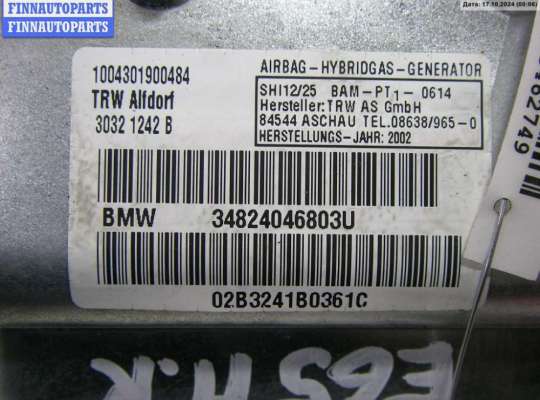 FINNAUTOPARTS
FINNAUTOPARTS
Дата: 17.10.2024 (00:06)
1004301900484
TRW Alfdorf
3032 1242 B
AIRBAG-HYBRIDGAS-GENERATOR
SHI12/25 BAM-PT1-0614
Hersteller: TRW AS GmbH
84544 ASCHAU TEL.08638/965-0
HERSTELLUNGS-JAHR: 2002
BMW 34824046803U
02B3241B0361C
E65 П.К